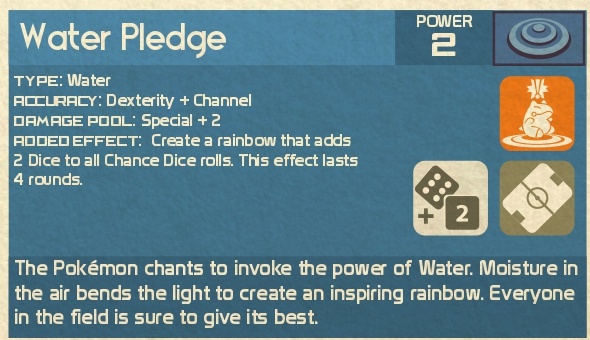 Water Pledge
POWER
2
TYPE: Water
ACCURACY: Dexterity + Channel
DAMAGE POOL: Special + 2
ADDED EFFECT: Create a rainbow that adds
2 Dice to all Chance Dice rolls. This effect lasts
4 rounds.
+ 2
The Pokémon chants to invoke the power of Water. Moisture in
the air bends the light to create an inspiring rainbow. Everyone
in the field is sure to give its best.